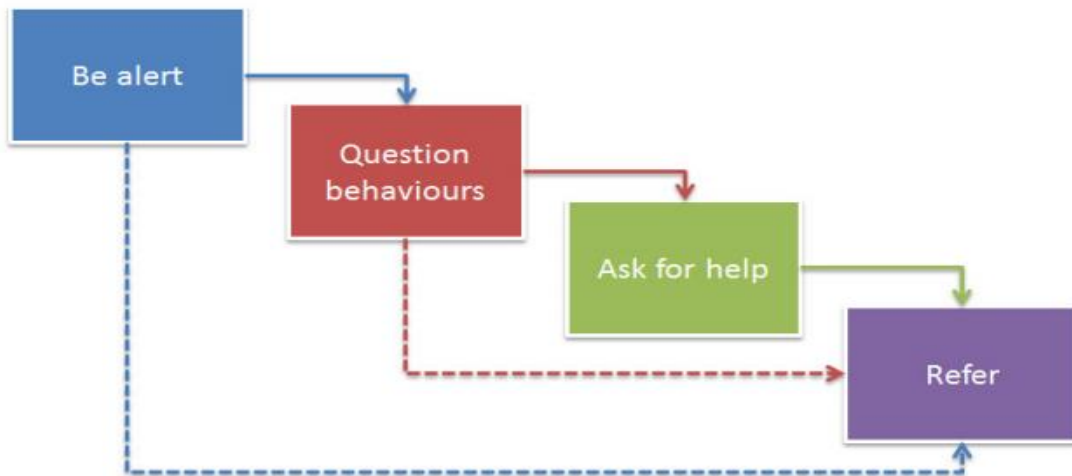 Be alert
Question
behaviours
Ask for help
Refer